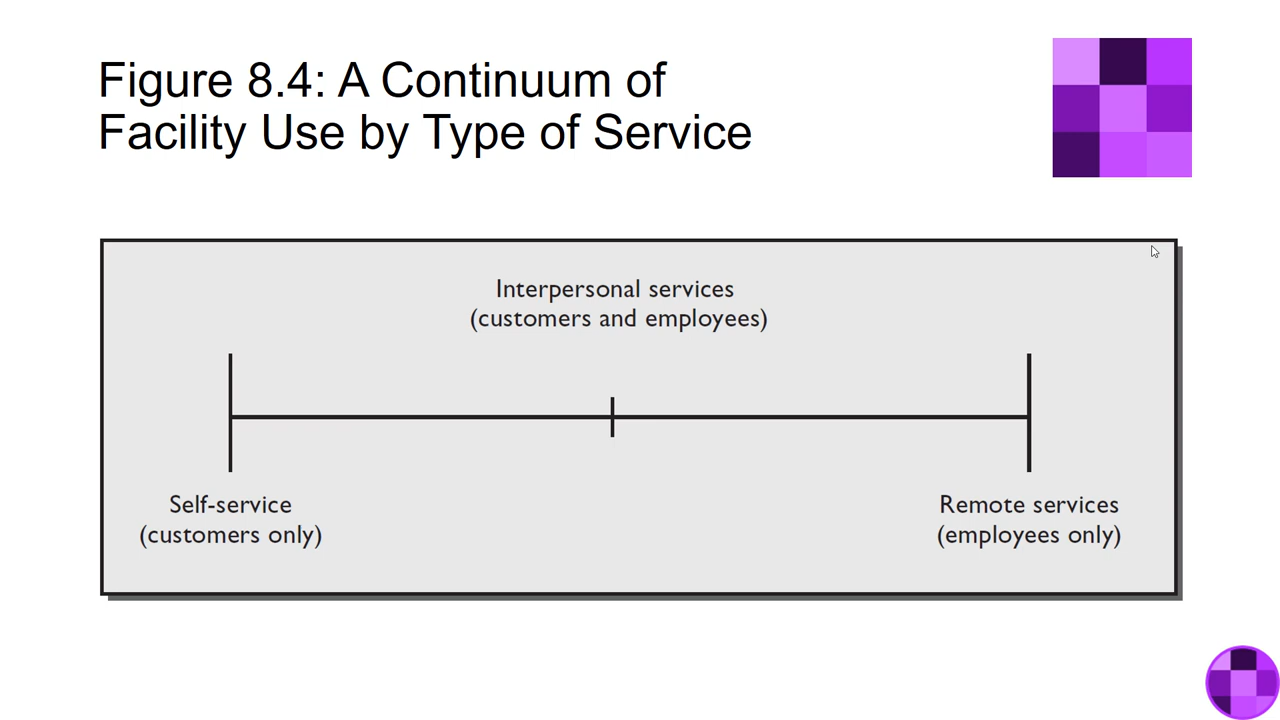 Figure 8.4: A Continuum of
Facility Use by Type of Service
Interpersonal services
(customers and employees)
Self-service
(customers only)
Remote services
(employees only)